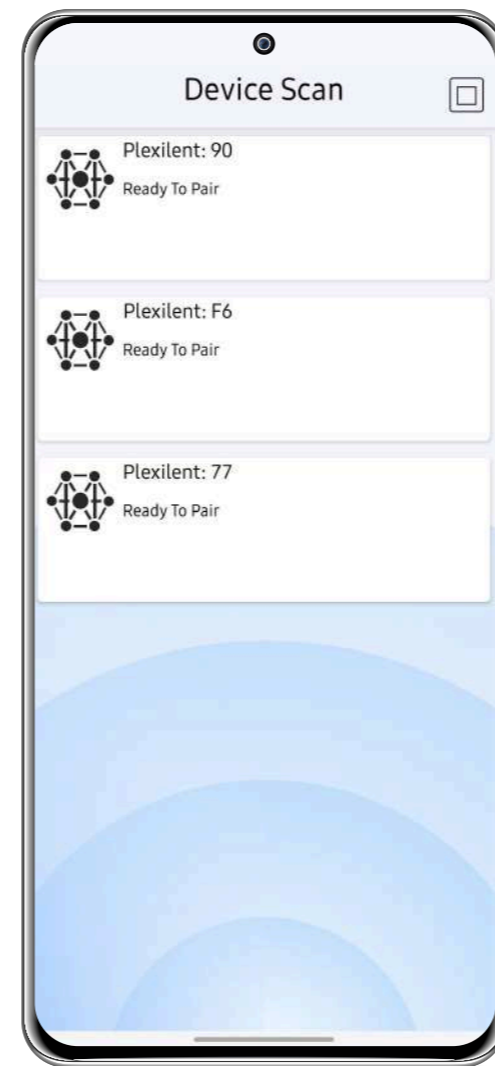 Device Scan
Plexilent: 90
Ready To Pair
Plexilent: F6
Ready To Pair
Plexilent: 77
Ready To Pair